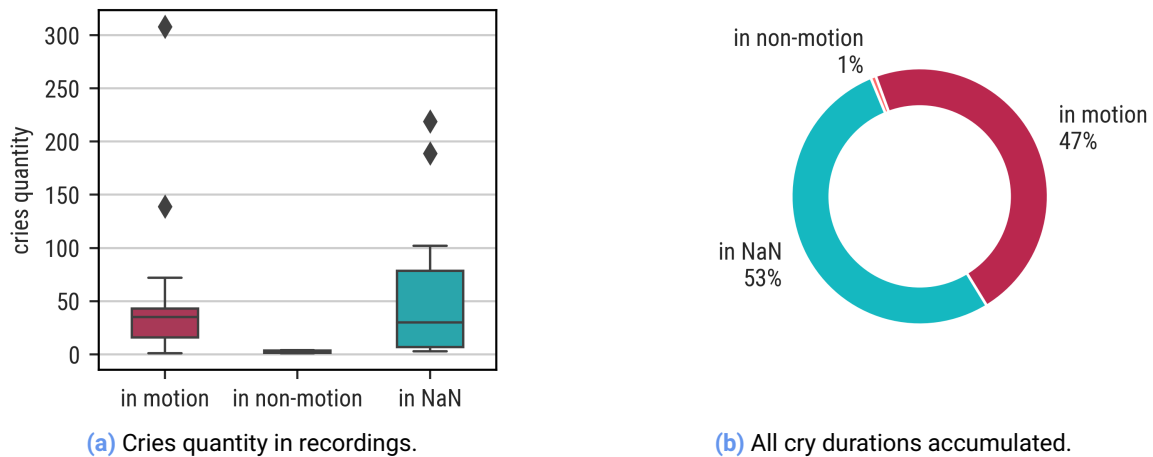 cries quantity
300
250
200
150
100
50
0
in motion
in non-motion
in NaN
(a) Cries quantity in recordings.
in non-motion
1%
in motion
47%
in NaN
53%
(b) All cry durations accumulated.